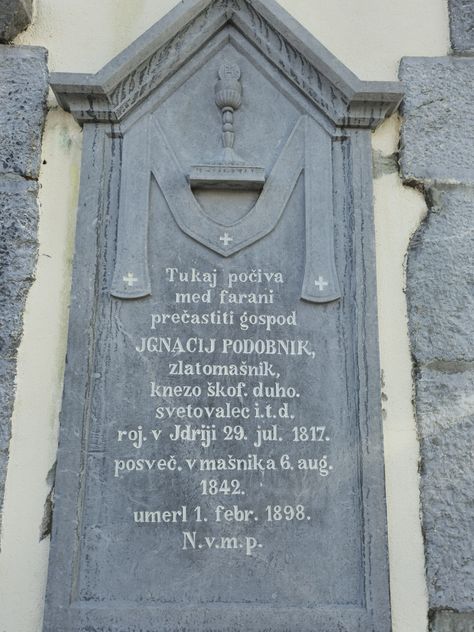 Tukaj počiva
med farani
prečastiti gospod
JGNACIJ PODOBNIK,
zlatomašnik,
knezo škof. duho.
svetovalec i.t.d.
roj. v Jdriji 29. jul. 1817.
posveč. v mašnika 6. aug.
1842.
umerl 1. febr. 1898.
N.v.m.p.